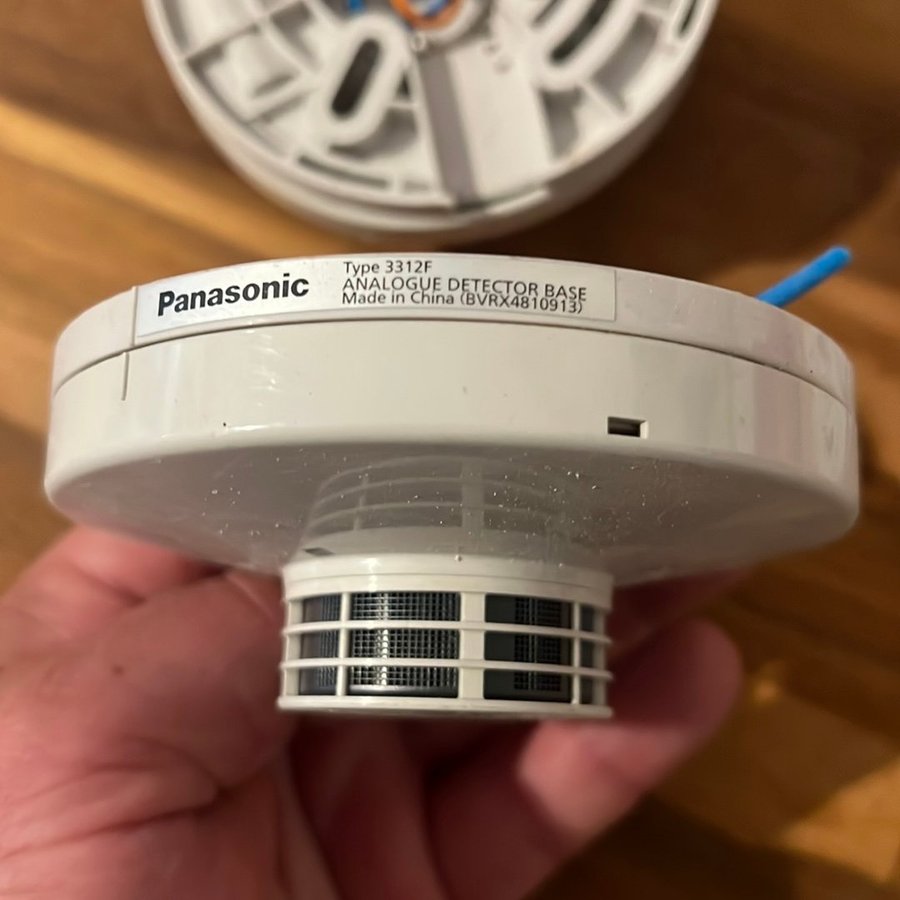 Panasonic
Type 3312F
ANALOGUE DETECTOR BASE
Made in China (BVRX4810913)